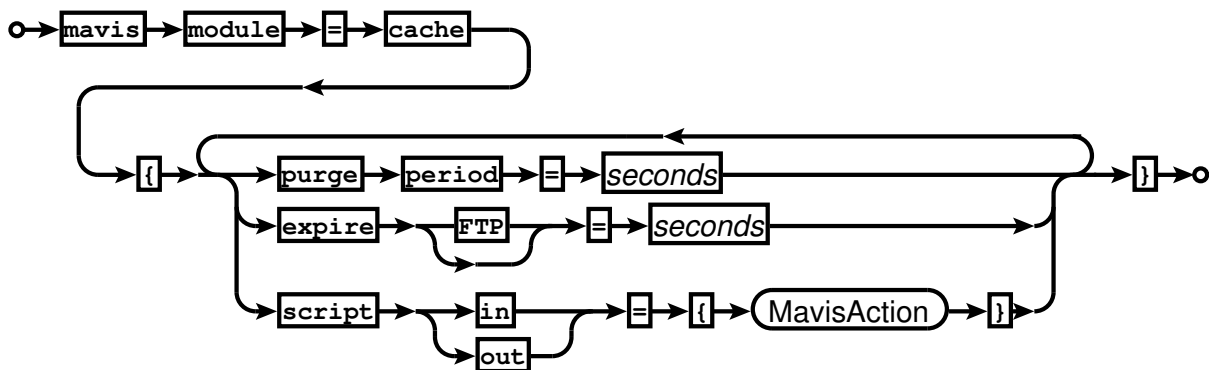 mavis module = cache
{ purge period = seconds }
expire FTP = seconds
script in = { MavisAction }
out